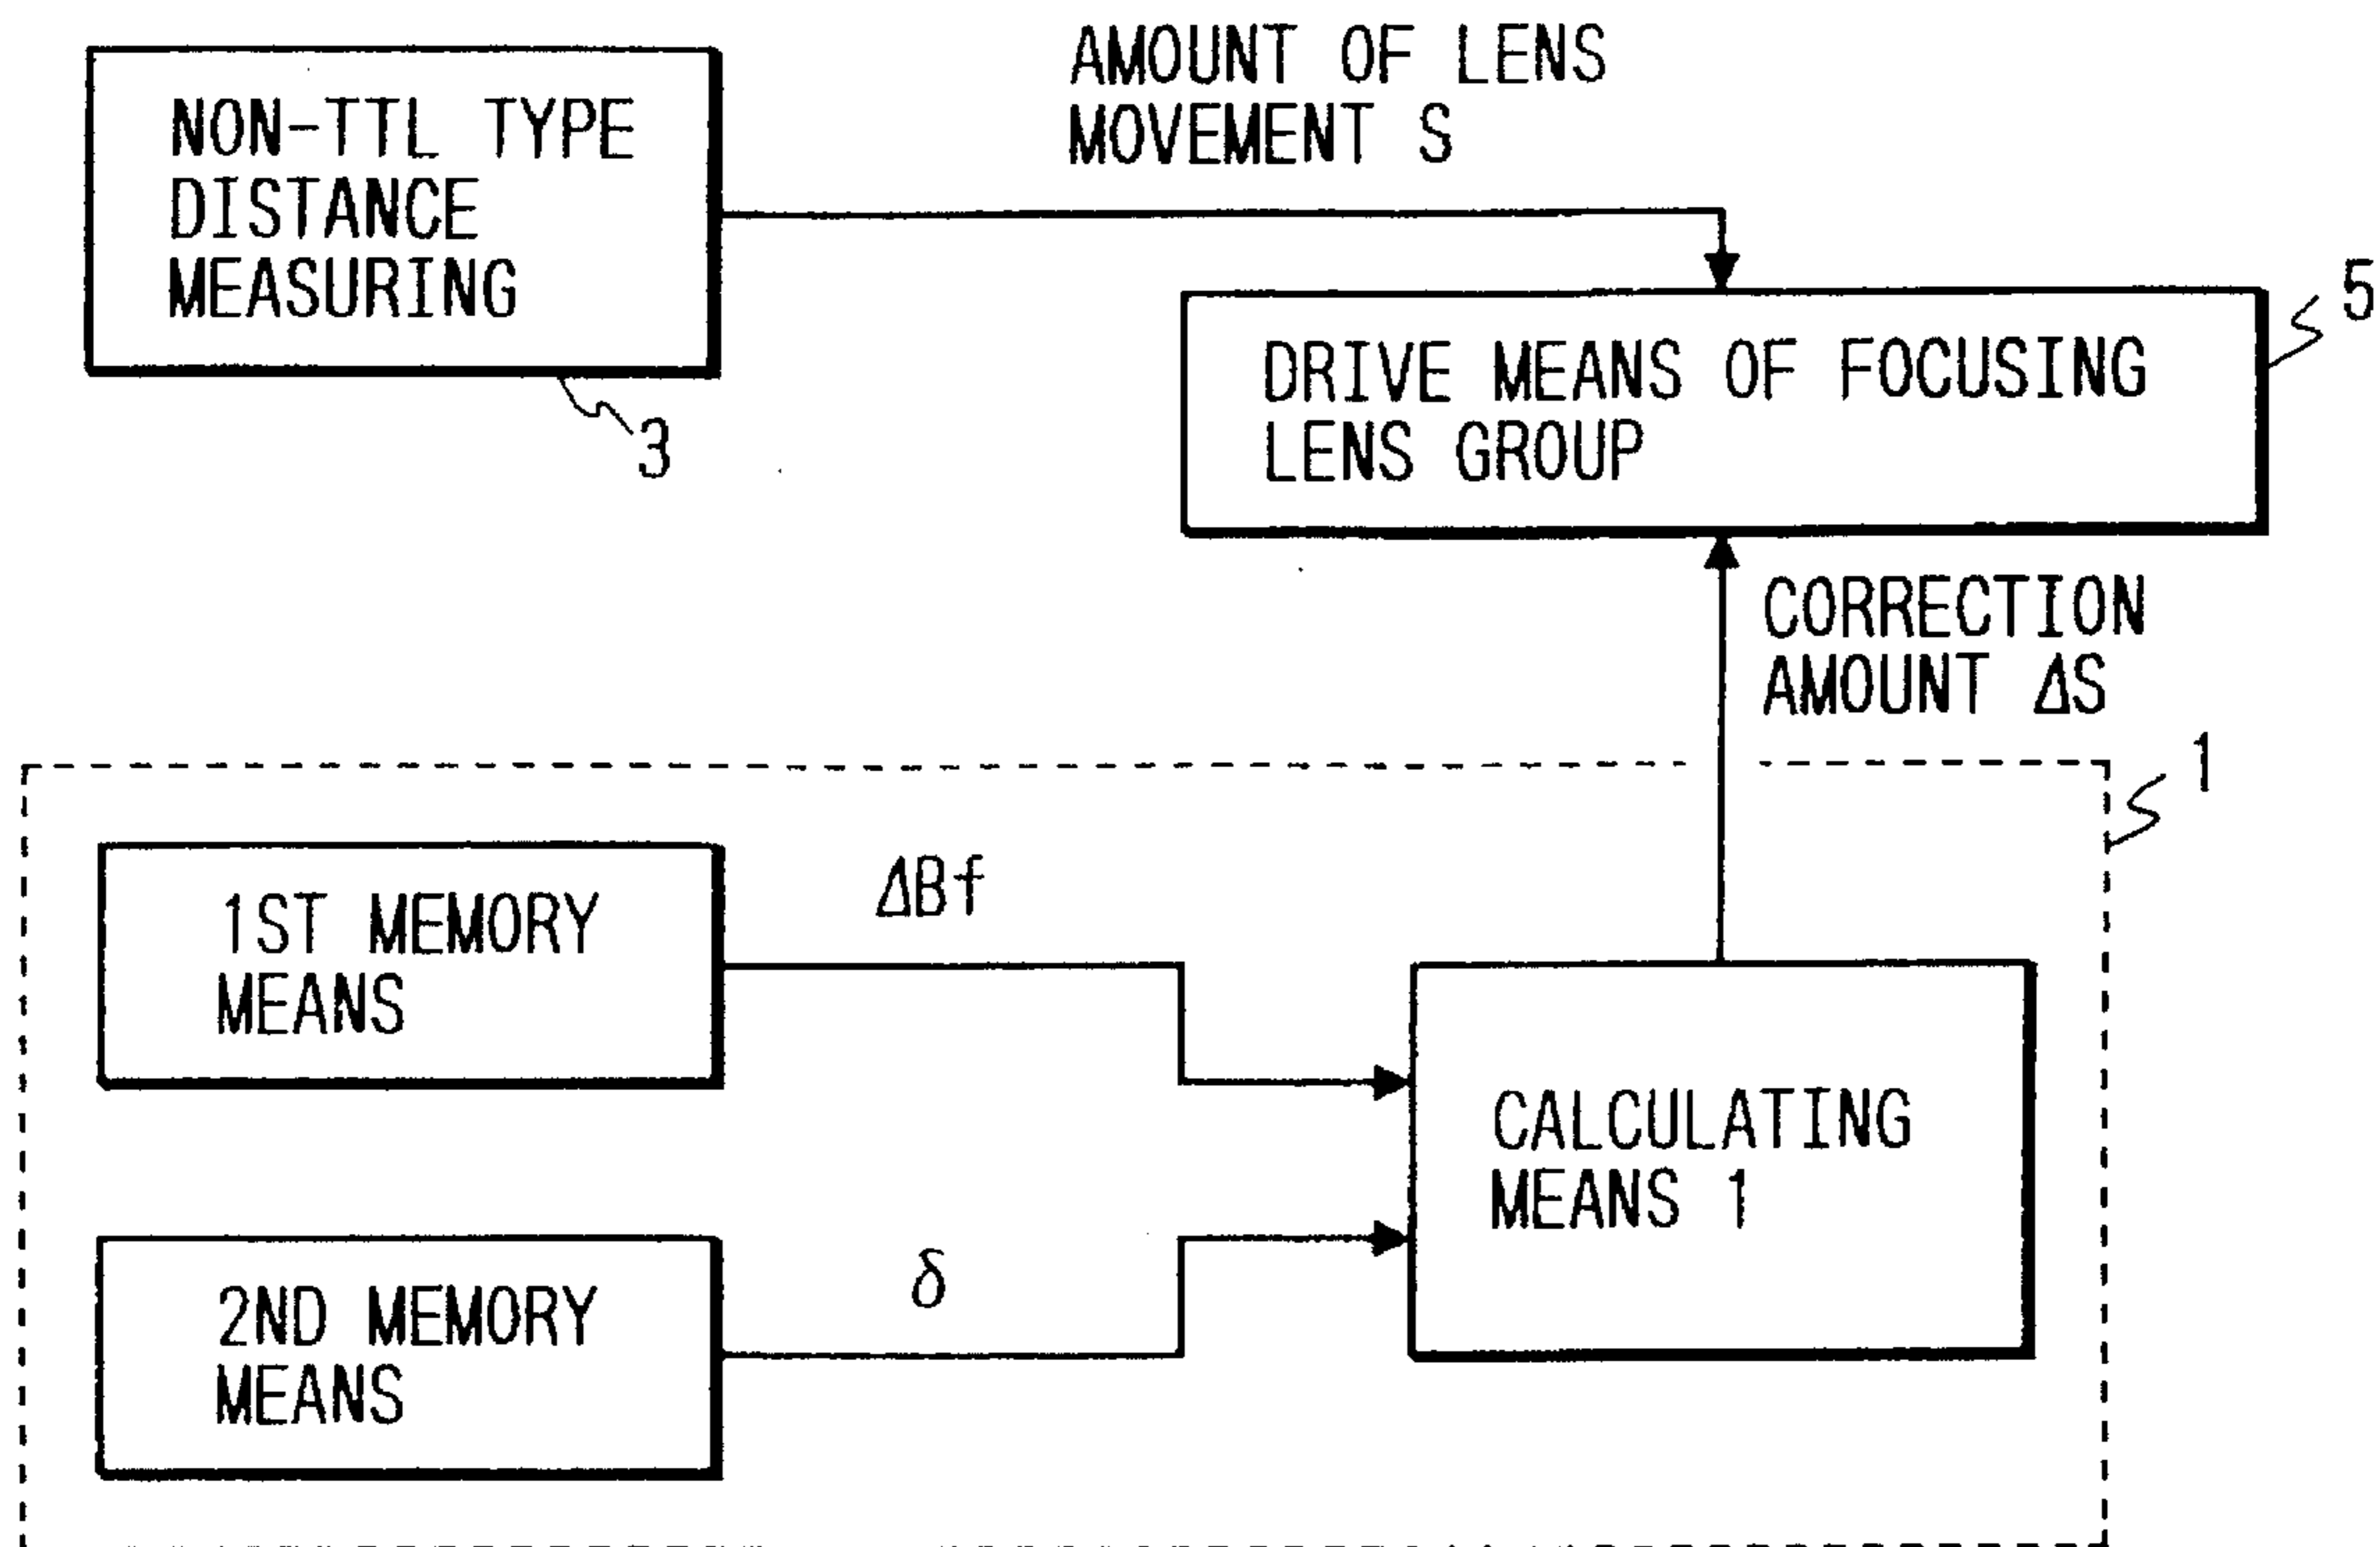 NON-TTL TYPE
DISTANCE
MEASURING
3
AMOUNT OF LENS
MOVEMENT S
DRIVE MEANS OF FOCUSING
LENS GROUP
5
CORRECTION
AMOUNT ΔS
1
1ST MEMORY
MEANS
ΔBf
2ND MEMORY
MEANS
δ
CALCULATING
MEANS 1